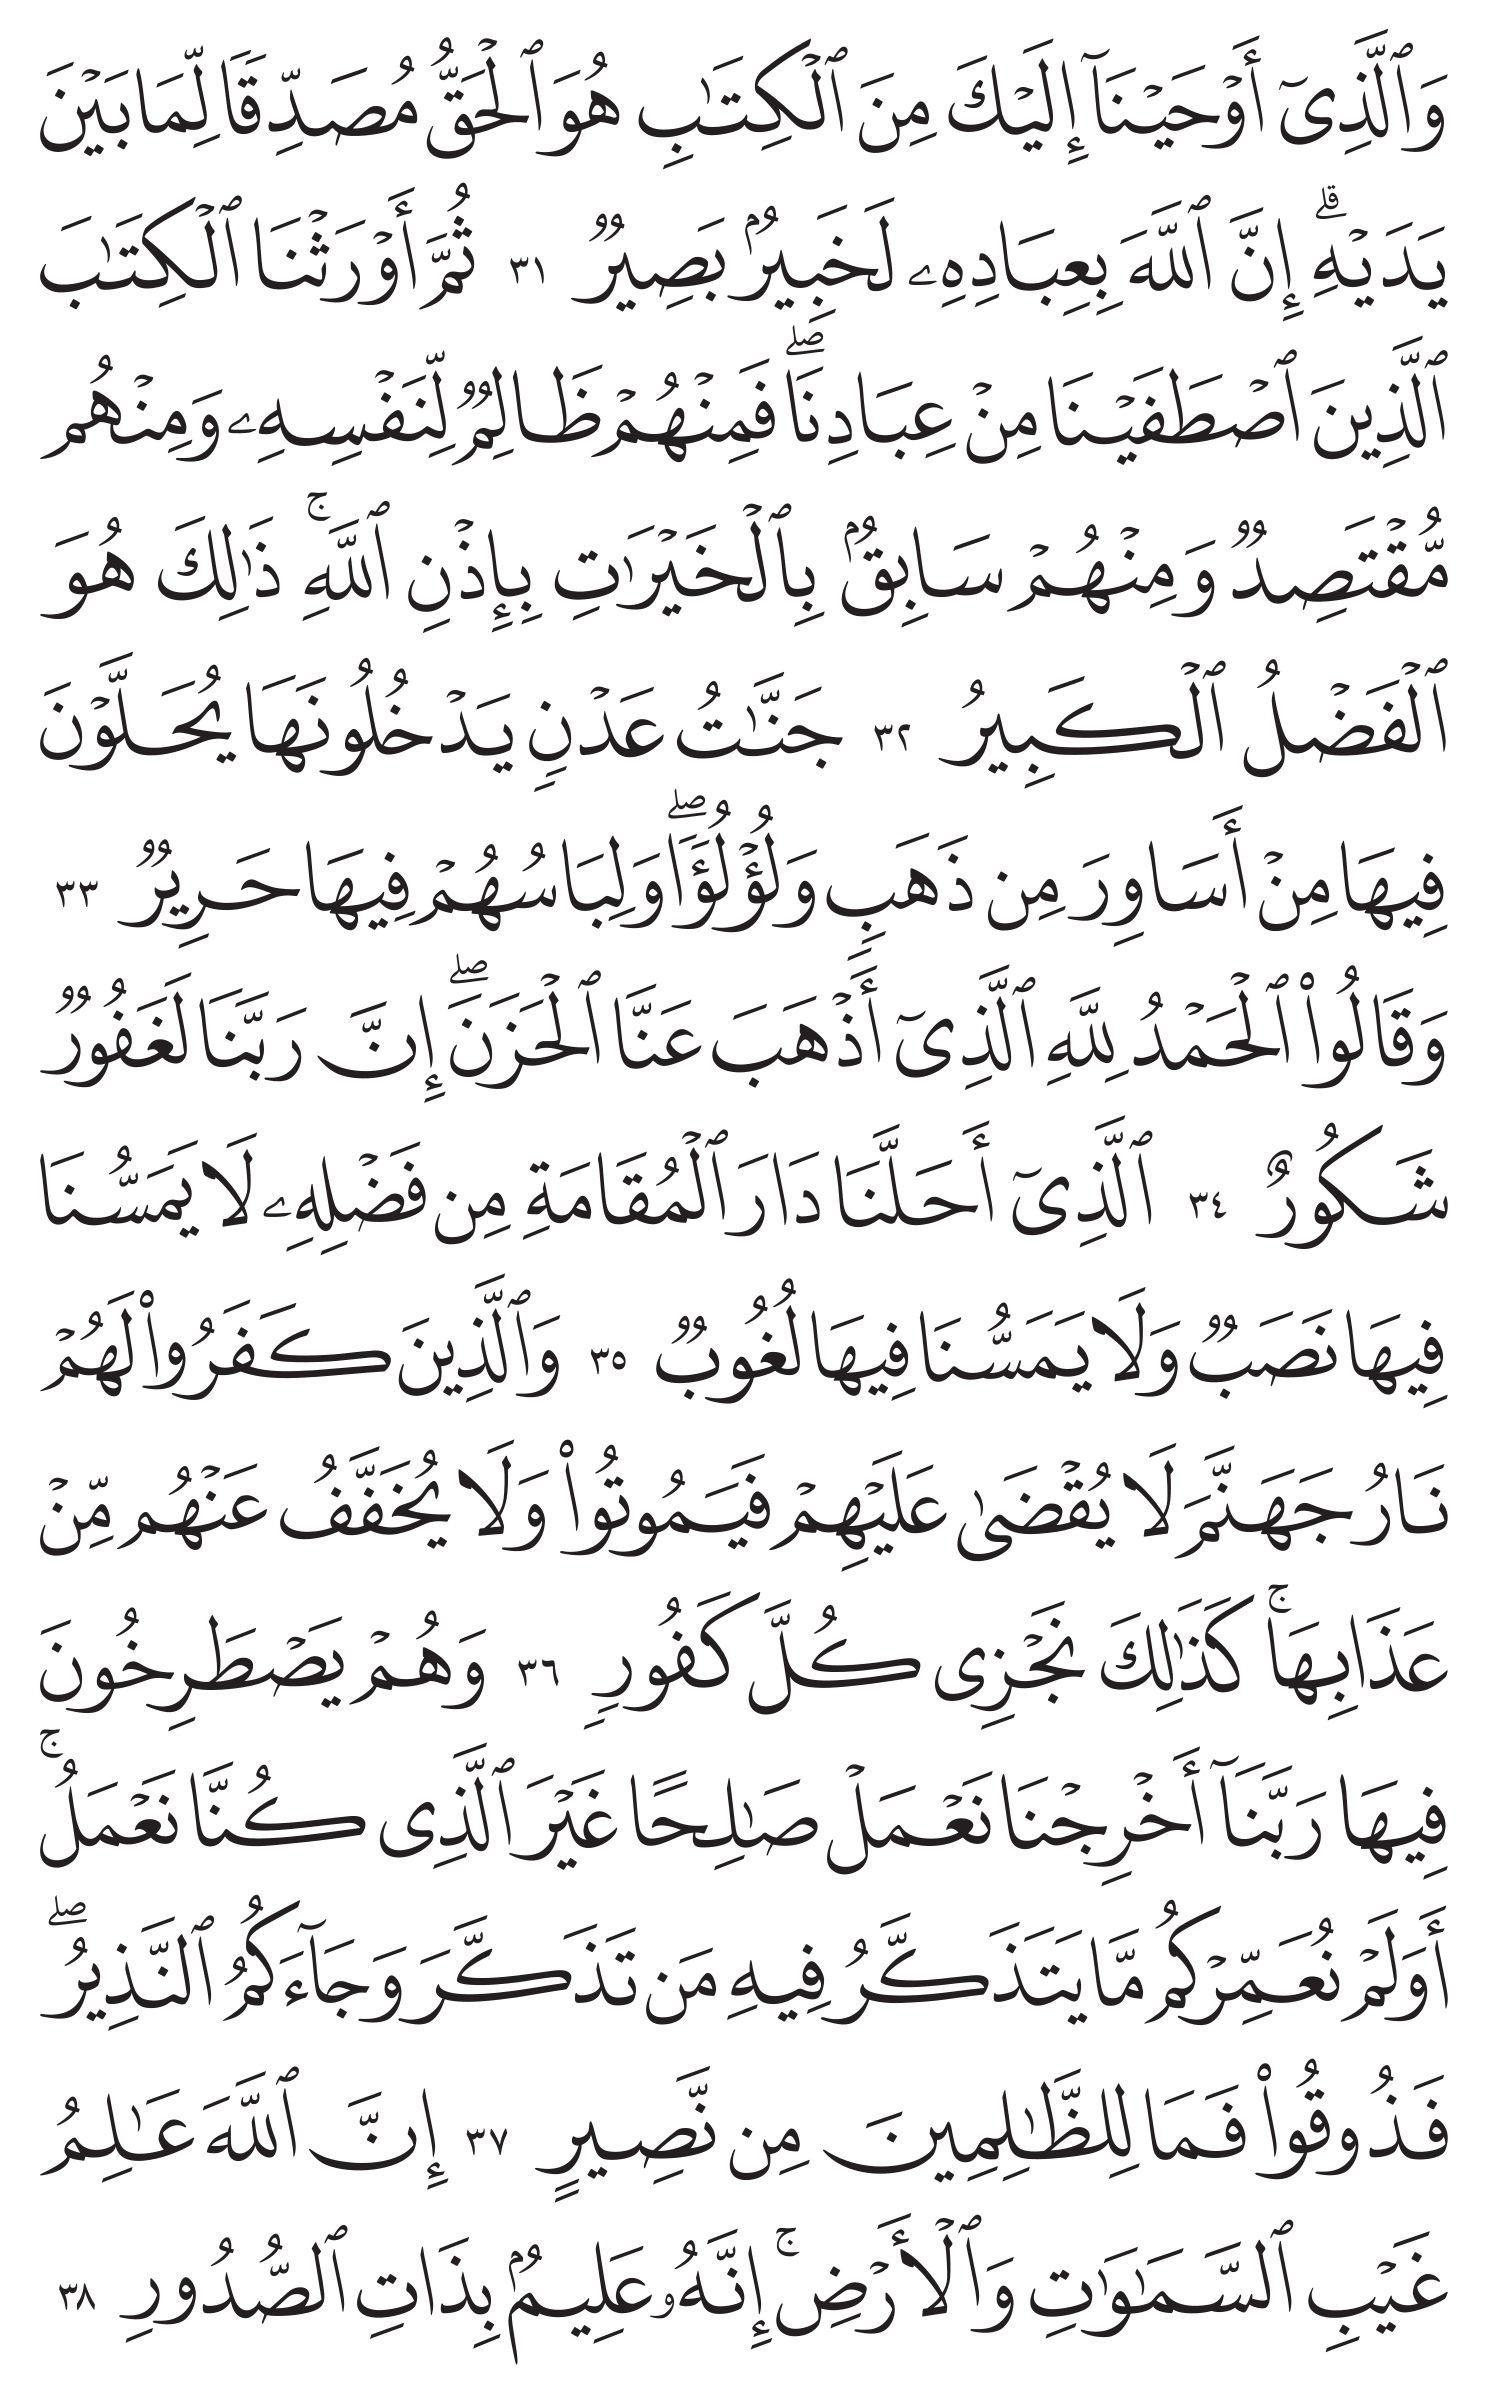 وَٱلَّذِىٓ أَوۡحَيۡنَآ إِلَيۡكَ مِنَ ٱلۡكِتَٰبِ هُوَ ٱلۡحَقُّ مُصَدِّقٗا لِّمَا بَيۡنَ
يَدَيۡهِۗ إِنَّ ٱللَّهَ بِعِبَادِهِۦ لَخَبِيرُۢ بَصِيرٞ ٣١ ثُمَّ أَوۡرَثۡنَا ٱلۡكِتَٰبَ
ٱلَّذِينَ ٱصۡطَفَيۡنَا مِنۡ عِبَادِنَاۖ فَمِنۡهُمۡ ظَالِمٞ لِّنَفۡسِهِۦ وَمِنۡهُم
مُّقۡتَصِدٞ وَمِنۡهُمۡ سَابِقُۢ بِٱلۡخَيۡرَٰتِ بِإِذۡنِ ٱللَّهِۚ ذَٰلِكَ هُوَ
ٱلۡفَضۡلُ ٱلۡكَبِيرُ ٣٢ جَنَّٰتُ عَدۡنٖ يَدۡخُلُونَهَا يُحَلَّوۡنَ
فِيهَا مِنۡ أَسَاوِرَ مِن ذَهَبٖ وَلُؤۡلُؤٗاۖ وَلِبَاسُهُمۡ فِيهَا حَرِيرٞ ٣٣
وَقَالُواْ ٱلۡحَمۡدُ لِلَّهِ ٱلَّذِىٓ أَذۡهَبَ عَنَّا ٱلۡحَزَنَۖ إِنَّ رَبَّنَا لَغَفُورٞ
شَكُورٌ ٣٤ ٱلَّذِىٓ أَحَلَّنَا دَارَ ٱلۡمُقَامَةِ مِن فَضۡلِهِۦ لَا يَمَسُّنَا
فِيهَا نَصَبٞ وَلَا يَمَسُّنَا فِيهَا لُغُوبٞ ٣٥ وَٱلَّذِينَ كَفَرُواْ لَهُمۡ
نَارُ جَهَنَّمَ لَا يُقۡضَىٰ عَلَيۡهِمۡ فَيَمُوتُواْ وَلَا يُخَفَّفُ عَنۡهُم مِّنۡ
عَذَابِهَاۚ كَذَٰلِكَ نَجۡزِى كُلَّ كَفُورٖ ٣٦ وَهُمۡ يَصۡطَرِخُونَ
فِيهَا رَبَّنَآ أَخۡرِجۡنَا نَعۡمَلۡ صَٰلِحًا غَيۡرَ ٱلَّذِى كُنَّا نَعۡمَلُۚ
أَوَلَمۡ نُعَمِّرۡكُم مَّا يَتَذَكَّرُ فِيهِ مَن تَذَكَّرَ وَجَآءَكُمُ ٱلنَّذِيرُۖ
فَذُوقُواْ فَمَا لِلظَّٰلِمِينَ مِن نَّصِيرٍ ٣٧ إِنَّ ٱللَّهَ عَٰلِمُ
غَيۡبِ ٱلسَّمَٰوَٰتِ وَٱلۡأَرۡضِۚ إِنَّهُۥ عَلِيمُۢ بِذَاتِ ٱلصُّدُورِ ٣٨